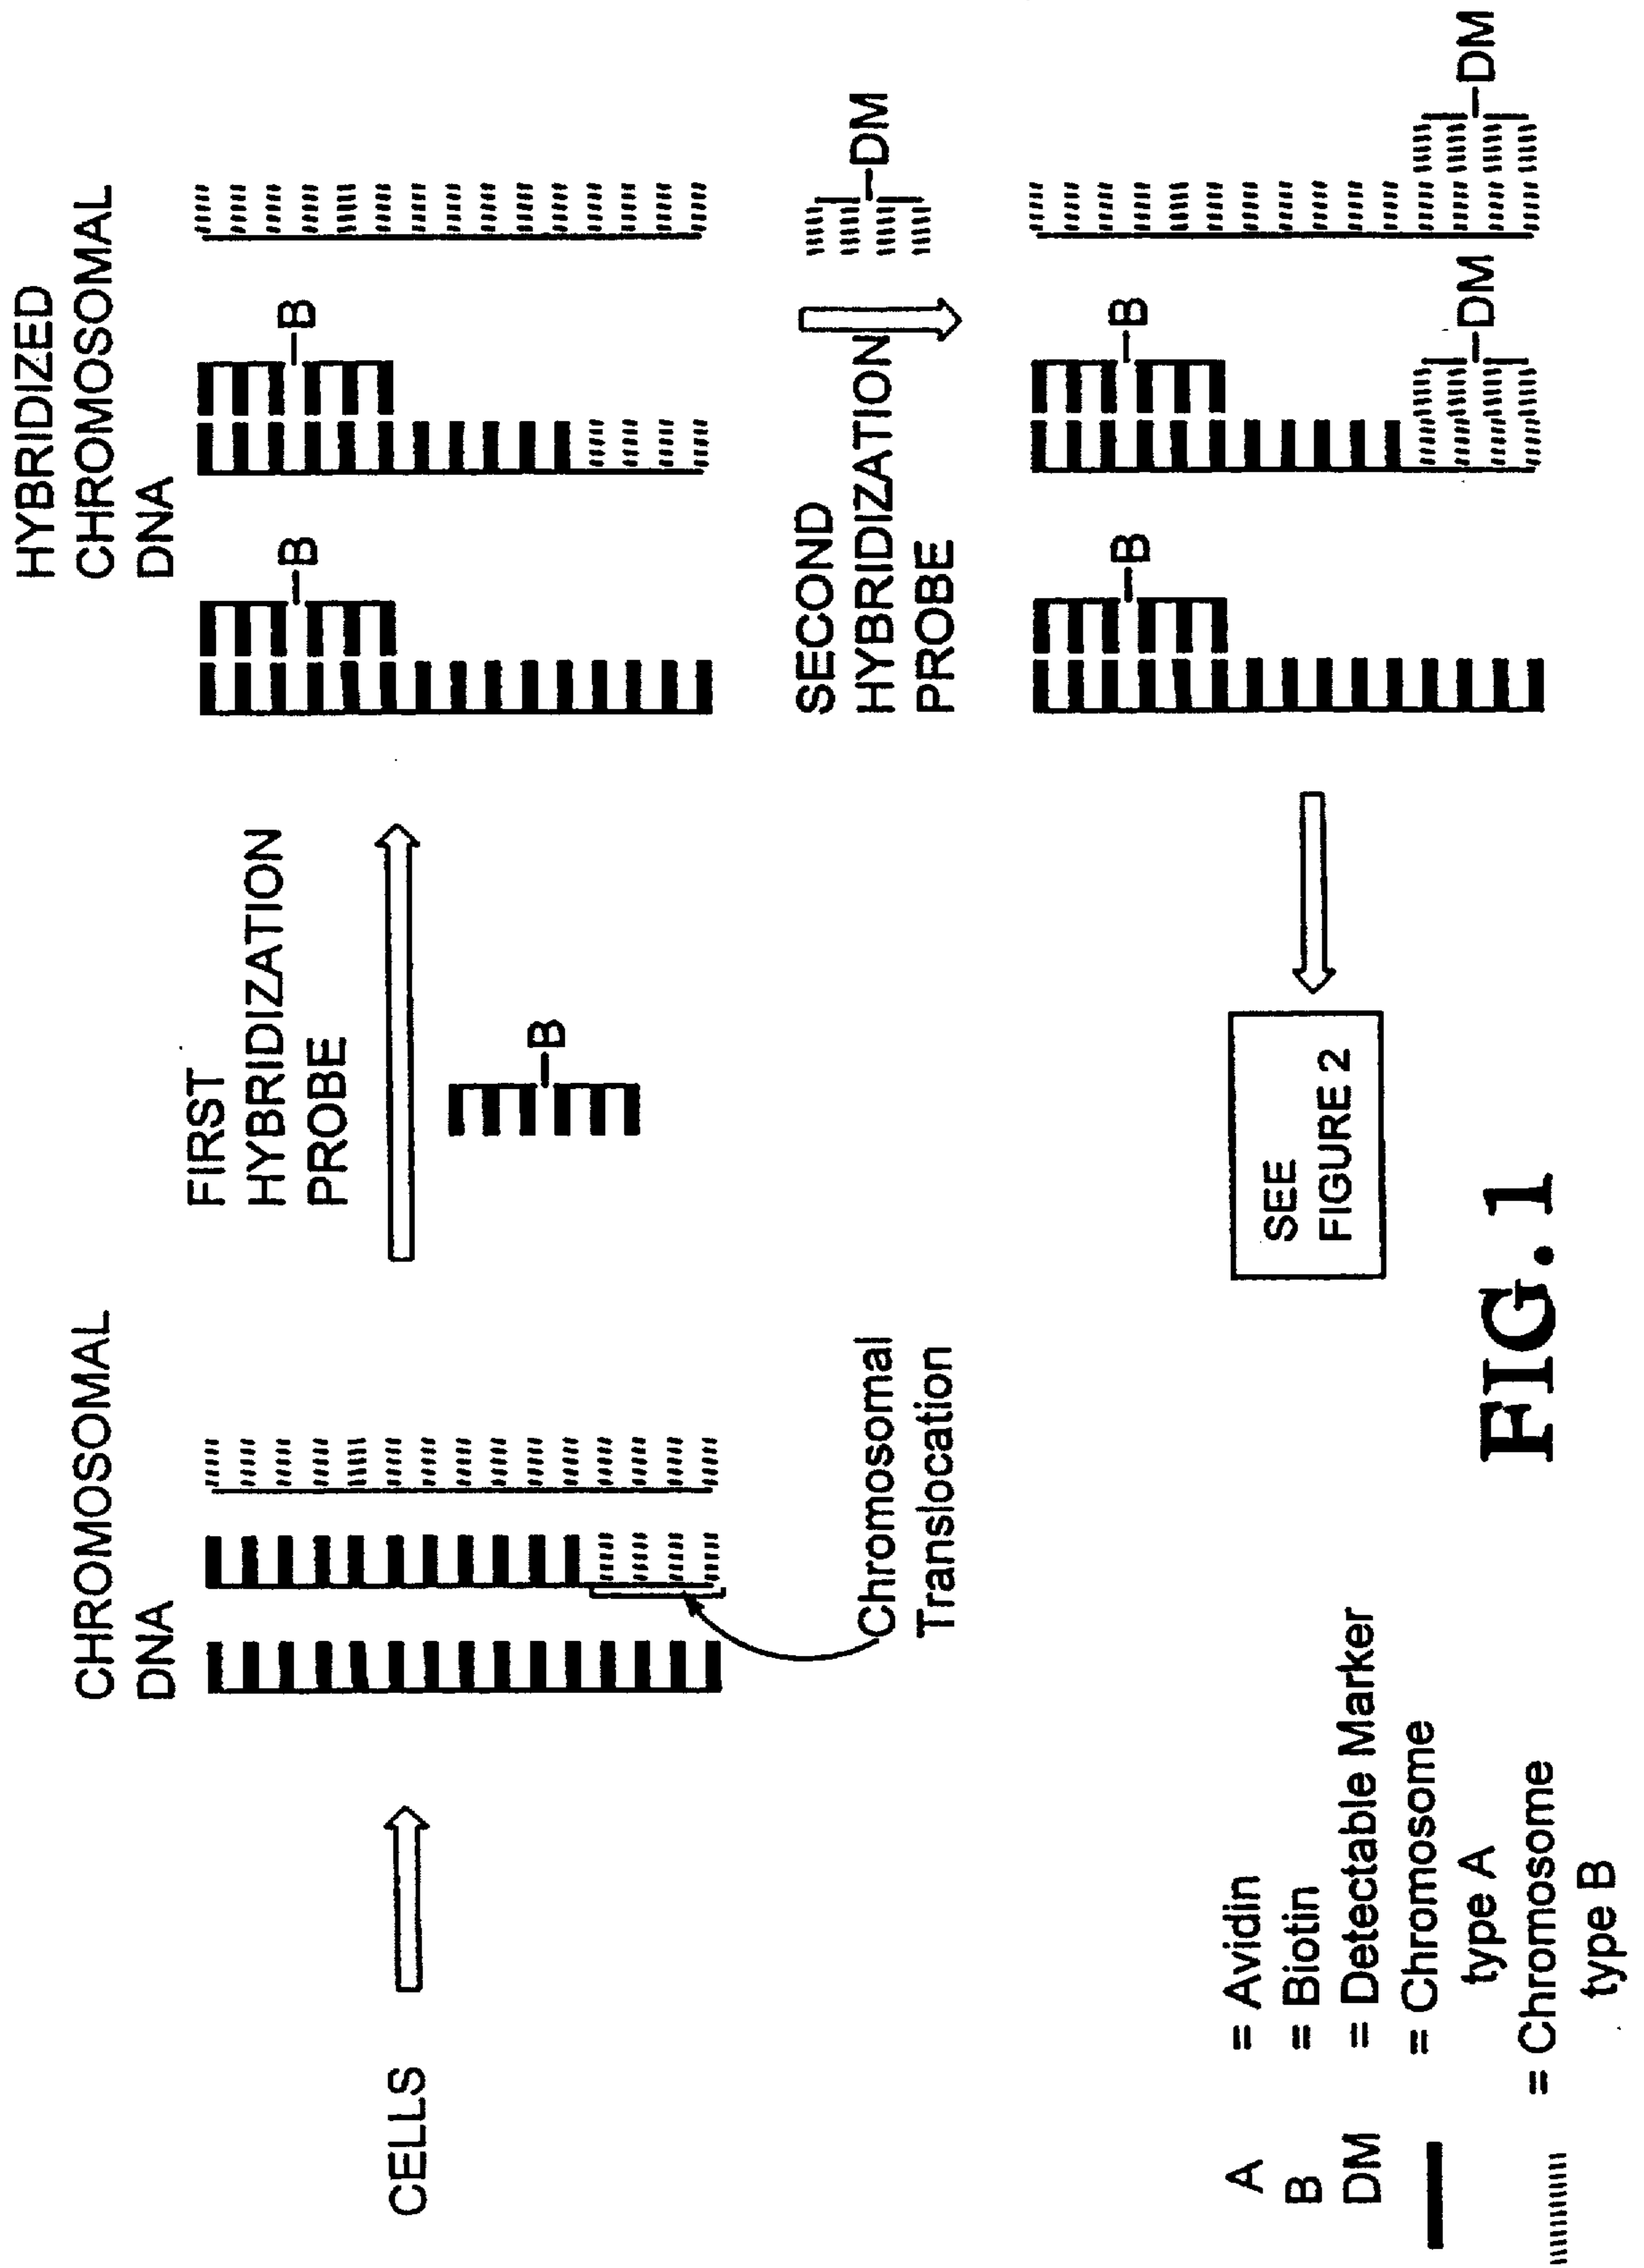 CELLS
CHROMOSOMAL
DNA
Chromosomal
Translocation
FIRST
HYBRIDIZATION
PROBE
B
HYBRIDIZED
CHROMOSOMAL
DNA
B
B
SECOND
HYBRIDIZATION
PROBE
DM
B
B
DM
DM
SEE
FIGURE 2
A = Avidin
B = Biotin
DM = Detectable Marker
= Chromosome
type A
= Chromosome
type B
FIG. 1